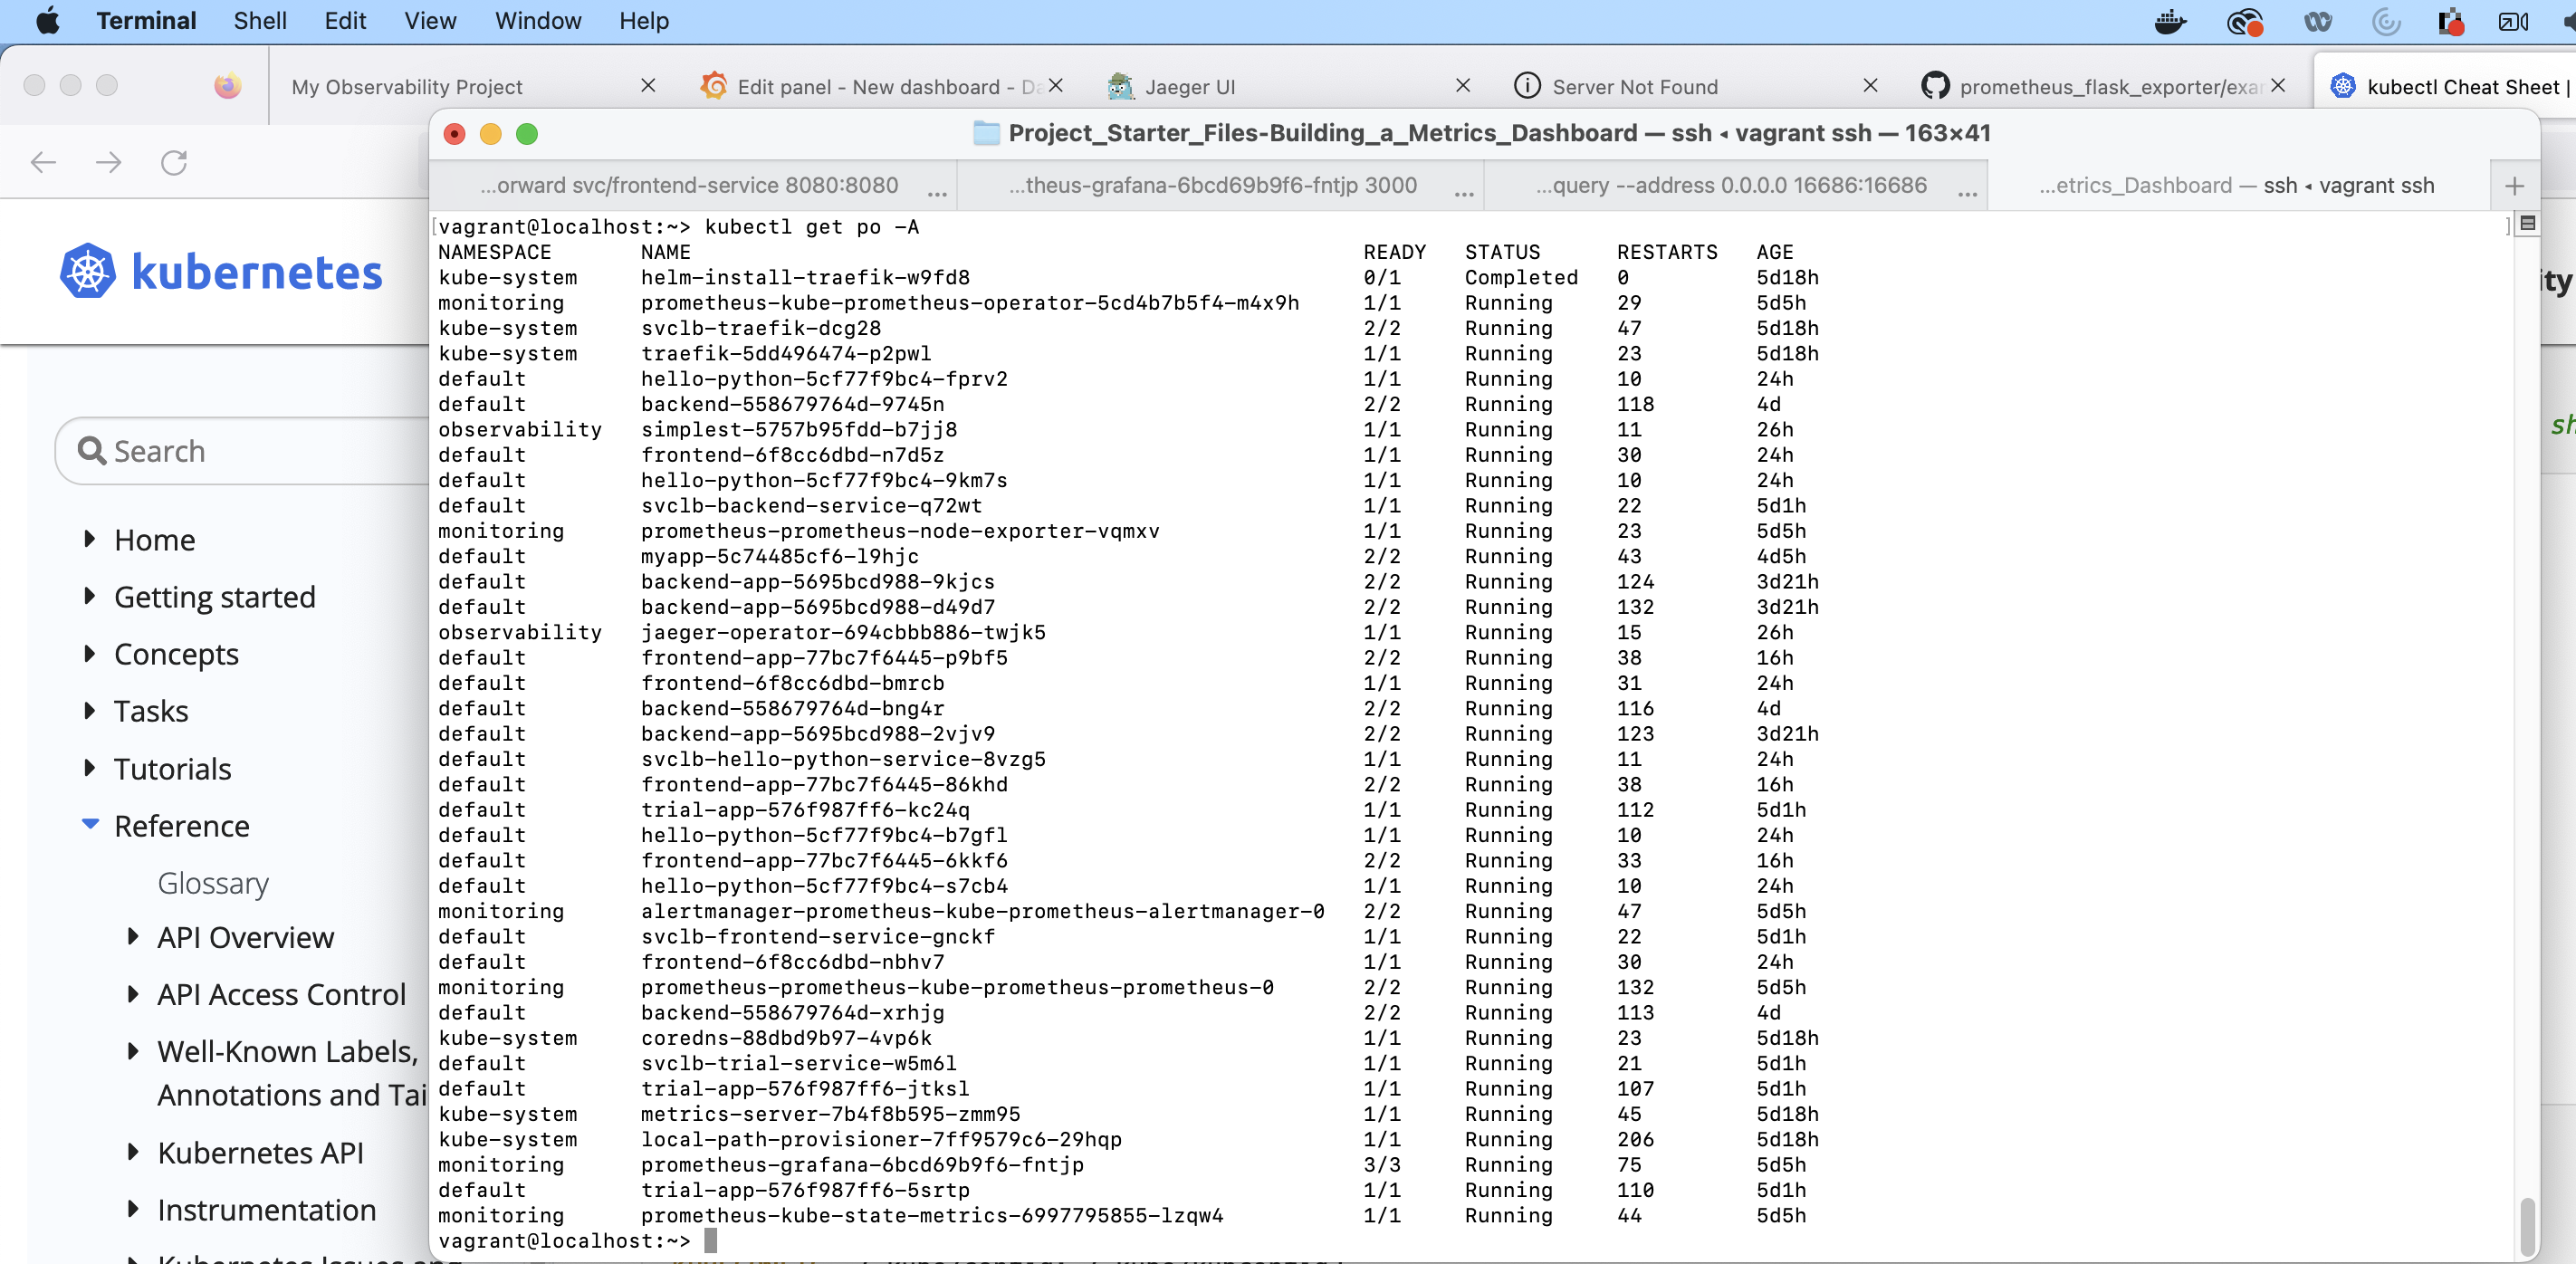 Terminal Shell Edit View Window Help
My Observability Project
Edit panel - New dashboard - Da
Jaeger UI
Server Not Found
prometheus_flask_exporter/exar
kubectl Cheat Sheet |
Project_Starter_Files-Building_a_Metrics_Dashboard — ssh ◂ vagrant ssh — 163×41
...orward svc/frontend-service 8080:8080 ...
...theus-grafana-6bcd69b9f6-fntjp 3000 ...
...query --address 0.0.0.0 16686:16686 ...
...etrics_Dashboard — ssh ◂ vagrant ssh
kubernetes
Search
Home
Getting started
Concepts
Tasks
Tutorials
Reference
Glossary
API Overview
API Access Control
Well-Known Labels,
Annotations and Tai
Kubernetes API
Instrumentation
Kubernetes Issues and
[vagrant@localhost:~> kubectl get po -A ]
NAMESPACE NAME READY STATUS RESTARTS AGE
kube-system helm-install-traefik-w9fd8 0/1 Completed 0 5d18h
monitoring prometheus-kube-prometheus-operator-5cd4b7b5f4-m4x9h 1/1 Running 29 5d5h
kube-system svclb-traefik-dcg28 2/2 Running 47 5d18h
kube-system traefik-5dd496474-p2pwl 1/1 Running 23 5d18h
default hello-python-5cf77f9bc4-fprv2 1/1 Running 10 24h
default backend-558679764d-9745n 2/2 Running 118 4d
observability simplest-5757b95fdd-b7jj8 1/1 Running 11 26h
default frontend-6f8cc6dbd-n7d5z 1/1 Running 30 24h
default hello-python-5cf77f9bc4-9km7s 1/1 Running 10 24h
default svclb-backend-service-q72wt 1/1 Running 22 5d1h
monitoring prometheus-prometheus-node-exporter-vqmxv 1/1 Running 23 5d5h
default myapp-5c74485cf6-l9hjc 2/2 Running 43 4d5h
default backend-app-5695bcd988-9kjcs 2/2 Running 124 3d21h
default backend-app-5695bcd988-d49d7 2/2 Running 132 3d21h
observability jaeger-operator-694cbbb886-twjk5 1/1 Running 15 26h
default frontend-app-77bc7f6445-p9bf5 2/2 Running 38 16h
default frontend-6f8cc6dbd-bmrcb 1/1 Running 31 24h
default backend-558679764d-bng4r 2/2 Running 116 4d
default backend-app-5695bcd988-2vjv9 2/2 Running 123 3d21h
default svclb-hello-python-service-8vzg5 1/1 Running 11 24h
default frontend-app-77bc7f6445-86khd 2/2 Running 38 16h
default trial-app-576f987ff6-kc24q 1/1 Running 112 5d1h
default hello-python-5cf77f9bc4-b7gfl 1/1 Running 10 24h
default frontend-app-77bc7f6445-6kkf6 2/2 Running 33 16h
default hello-python-5cf77f9bc4-s7cb4 1/1 Running 10 24h
monitoring alertmanager-prometheus-kube-prometheus-alertmanager-0 2/2 Running 47 5d5h
default svclb-frontend-service-gnckf 1/1 Running 22 5d1h
default frontend-6f8cc6dbd-nbhv7 1/1 Running 30 24h
monitoring prometheus-prometheus-kube-prometheus-prometheus-0 2/2 Running 132 5d5h
default backend-558679764d-xrhjg 2/2 Running 113 4d
kube-system coredns-88dbd9b97-4vp6k 1/1 Running 23 5d18h
default svclb-trial-service-w5m6l 1/1 Running 21 5d1h
default trial-app-576f987ff6-jtksl 1/1 Running 107 5d1h
kube-system metrics-server-7b4f8b595-zmm95 1/1 Running 45 5d18h
kube-system local-path-provisioner-7ff9579c6-29hqp 1/1 Running 206 5d18h
monitoring prometheus-grafana-6bcd69b9f6-fntjp 3/3 Running 75 5d5h
default trial-app-576f987ff6-5srtp 1/1 Running 110 5d1h
monitoring prometheus-kube-state-metrics-6997795855-lzqw4 1/1 Running 44 5d5h
vagrant@localhost:~>
ity
sh